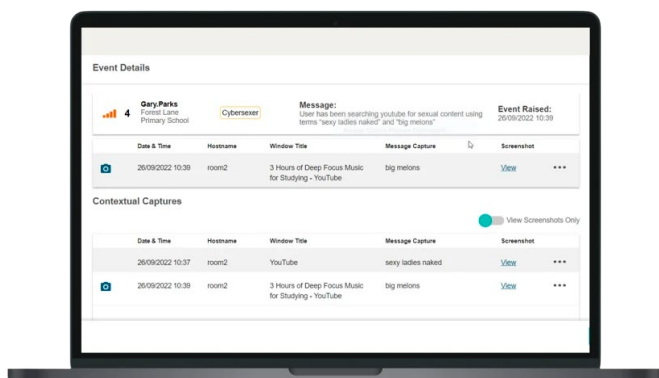 Event Details
4
Gary.Parks
Forest Lane
Primary School
Cybersexer
Message:
User has been searching youtube for sexual content using
terms "sexy ladies naked" and "big melons"
Event Raised:
26/09/2022 10:39
Date & Time Hostname Window Title Message Capture Screenshot
26/09/2022 10:39 room2 3 Hours of Deep Focus Music big melons View
for Studying - YouTube
Contextual Captures
View Screenshots Only
Date & Time Hostname Window Title Message Capture Screenshot
26/09/2022 10:37 room2 YouTube sexy ladies naked View
26/09/2022 10:39 room2 3 Hours of Deep Focus Music big melons View
for Studying - YouTube